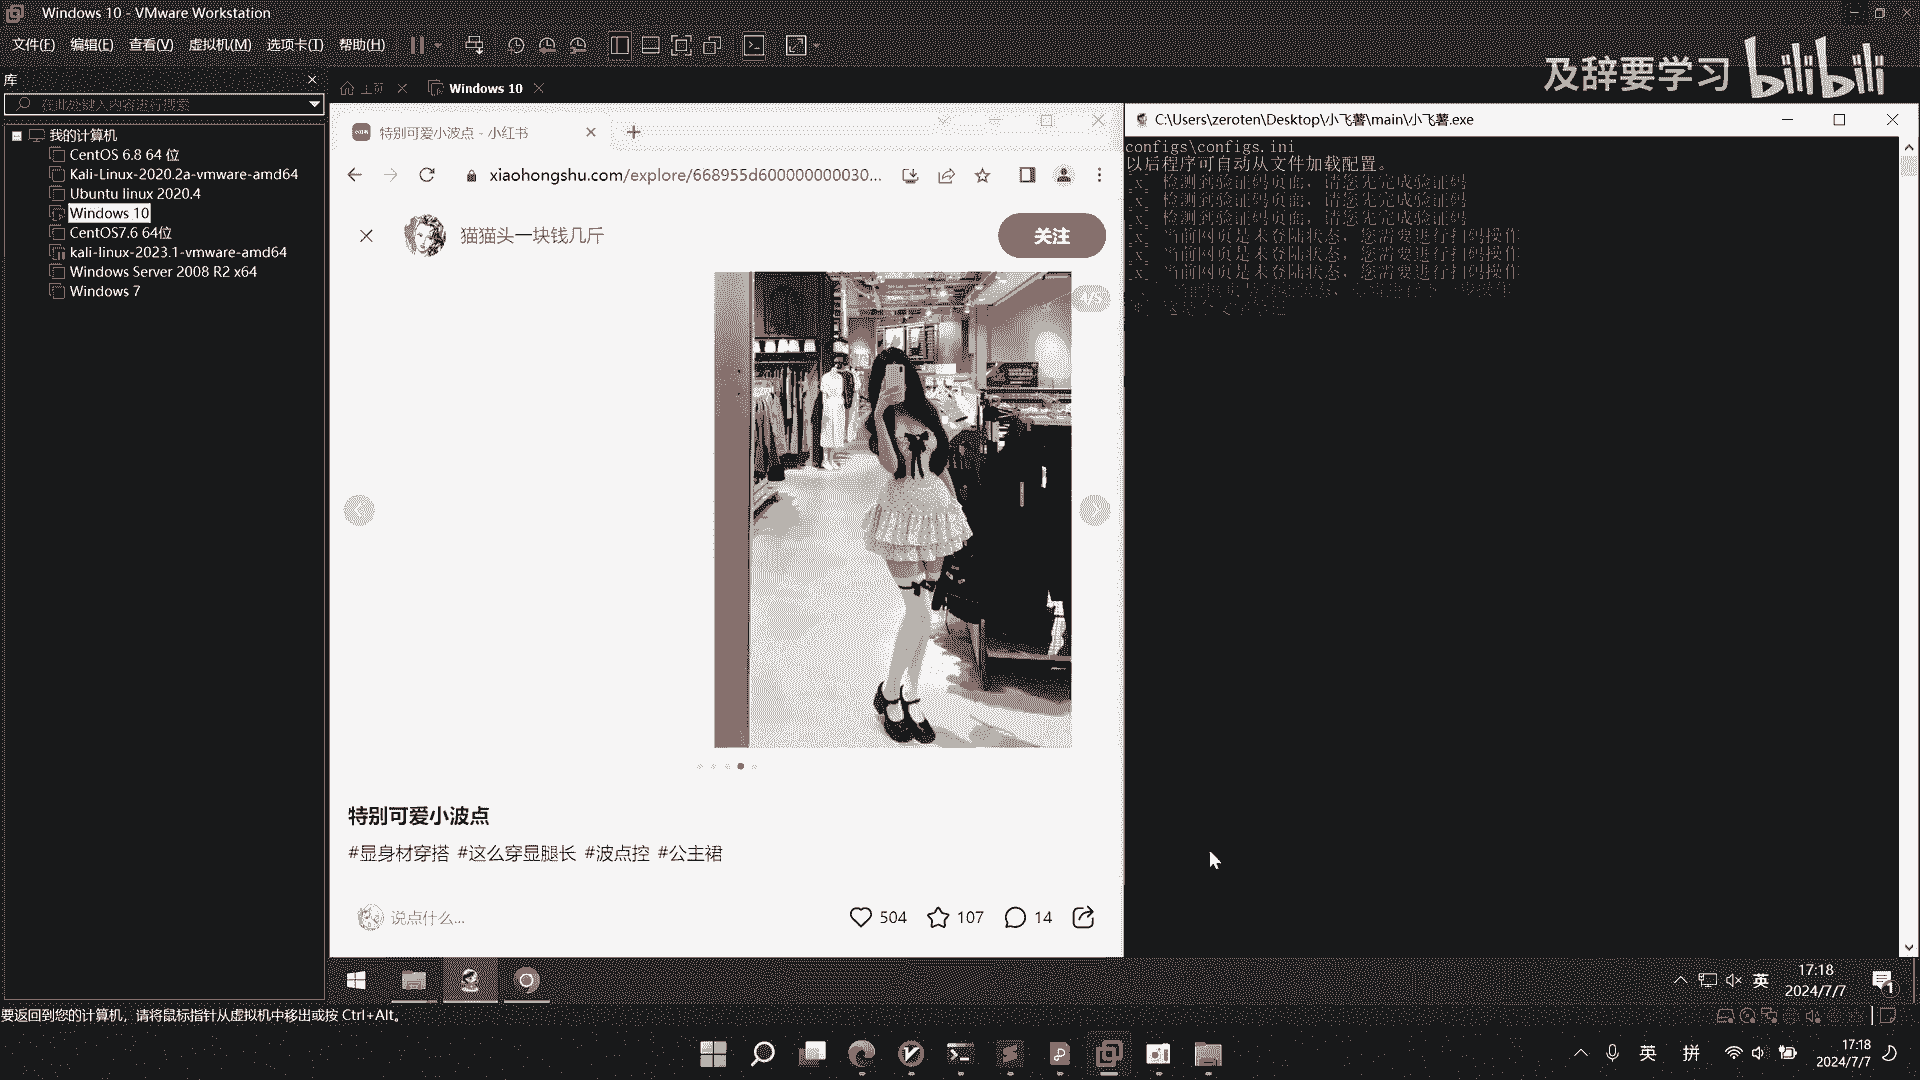 Windows 10 - VMware Workstation
文件(F) 编辑(E) 查看(V) 虚拟机(M) 选项卡(T) 帮助(H)
及辞要学习 bilibili
库
在此处键入内容进行搜索
主页
Windows 10
我的计算机
CentOS 6.8 64 位
Kali-Linux-2020.2a-vmware-amd64
Ubuntu linux 2020.4
Windows 10
CentOS7.6 64位
kali-linux-2023.1-vmware-amd64
Windows Server 2008 R2 x64
Windows 7
特别可爱小波点 - 小红书
xiaohongshu.com/explore/668955d600000000030...
猫猫头一块钱几斤
关注
4/5
特别可爱小波点
#显身材穿搭 #这么穿显腿长 #波点控 #公主裙
说点什么...
504
107
14
C:\Users\zeroten\Desktop\小飞薯\main\小飞薯.exe
configs\configs.ini
以后程序可自动从文件加载配置。
[x] 检测到验证码页面，请您先完成验证码
[x] 检测到验证码页面，请您先完成验证码
[x] 检测到验证码页面，请您先完成验证码
[x] 当前网页是未登陆状态，您需要进行扫码操作
[x] 当前网页是未登陆状态，您需要进行扫码操作
[x] 当前网页是未登陆状态，您需要进行扫码操作
英
17:18
2024/7/7
1
要返回到您的计算机，请将鼠标指针从虚拟机中移出或按 Ctrl+Alt。
英
拼
17:18
2024/7/7